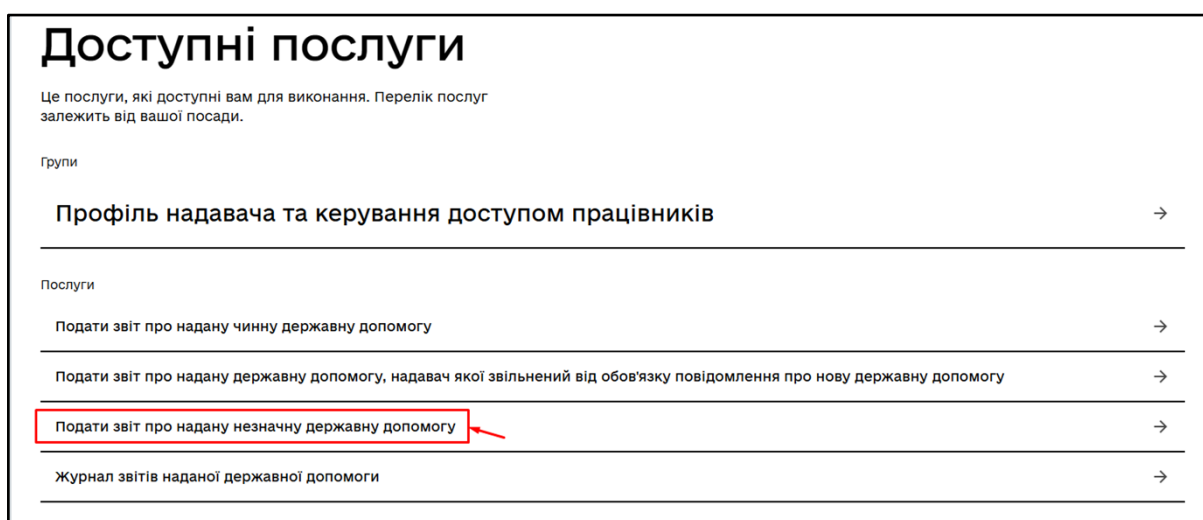 Доступні послуги
Це послуги, які доступні вам для виконання. Перелік послуг
залежить від вашої посади.
Групи
Профіль надавача та керування доступом працівників
Послуги
Подати звіт про надану чинну державну допомогу
Подати звіт про надану державну допомогу, надавач якої звільнений від обов'язку повідомлення про нову державну допомогу
Подати звіт про надану незначну державну допомогу
Журнал звітів наданої державної допомоги